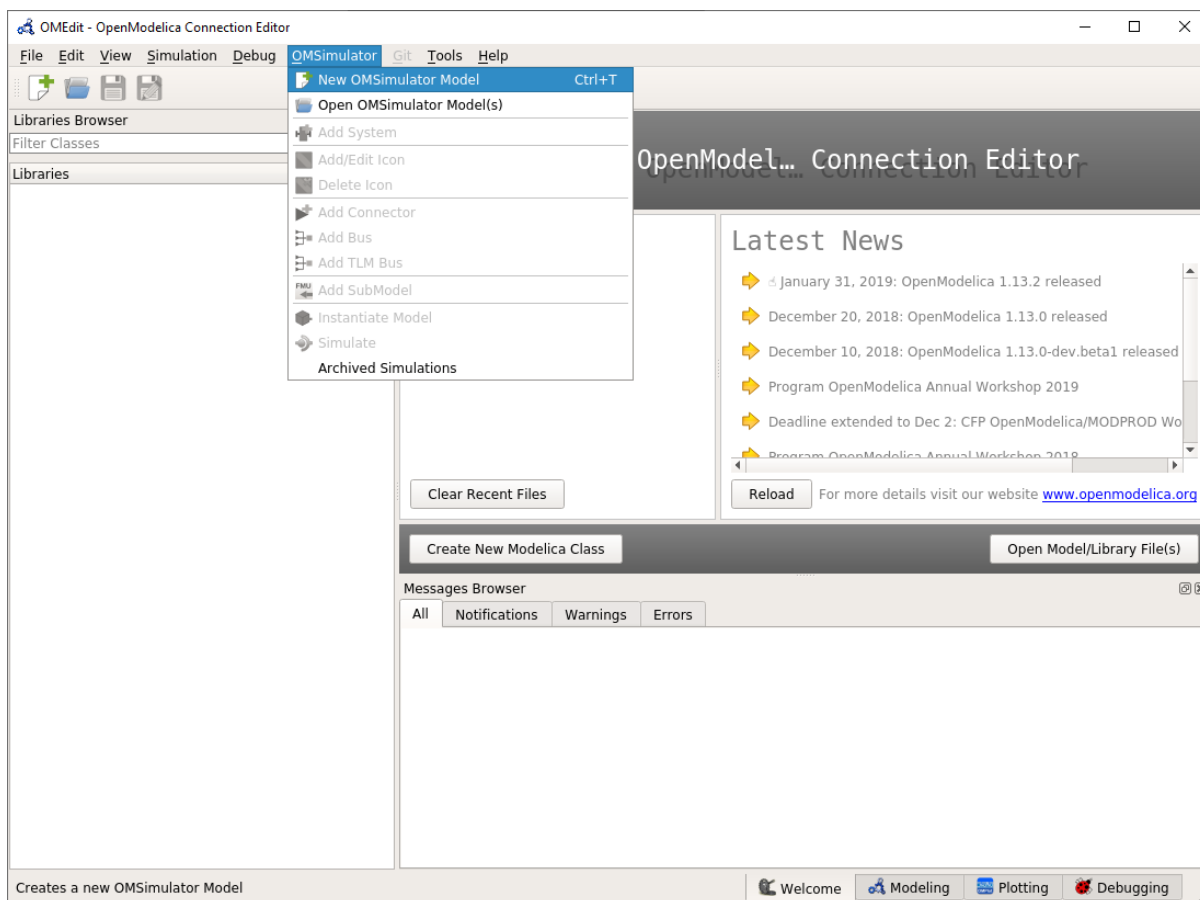 OMEdit - OpenModelica Connection Editor
File Edit View Simulation Debug OMSimulator Git Tools Help
New OMSimulator Model Ctrl+T
Open OMSimulator Model(s)
Add System
Add/Edit Icon
Delete Icon
Add Connector
Add Bus
Add TLM Bus
FMU Add SubModel
Instantiate Model
Simulate
Archived Simulations
Libraries Browser
Filter Classes
Libraries
OpenModel… Connection Editor
Latest News
January 31, 2019: OpenModelica 1.13.2 released
December 20, 2018: OpenModelica 1.13.0 released
December 10, 2018: OpenModelica 1.13.0-dev.beta1 released
Program OpenModelica Annual Workshop 2019
Deadline extended to Dec 2: CFP OpenModelica/MODPROD Wo
Program OpenModelica Annual Workshop 2018
Clear Recent Files
Reload For more details visit our website www.openmodelica.org
Create New Modelica Class
Open Model/Library File(s)
Messages Browser
All Notifications Warnings Errors
Creates a new OMSimulator Model
Welcome Modeling Plotting Debugging